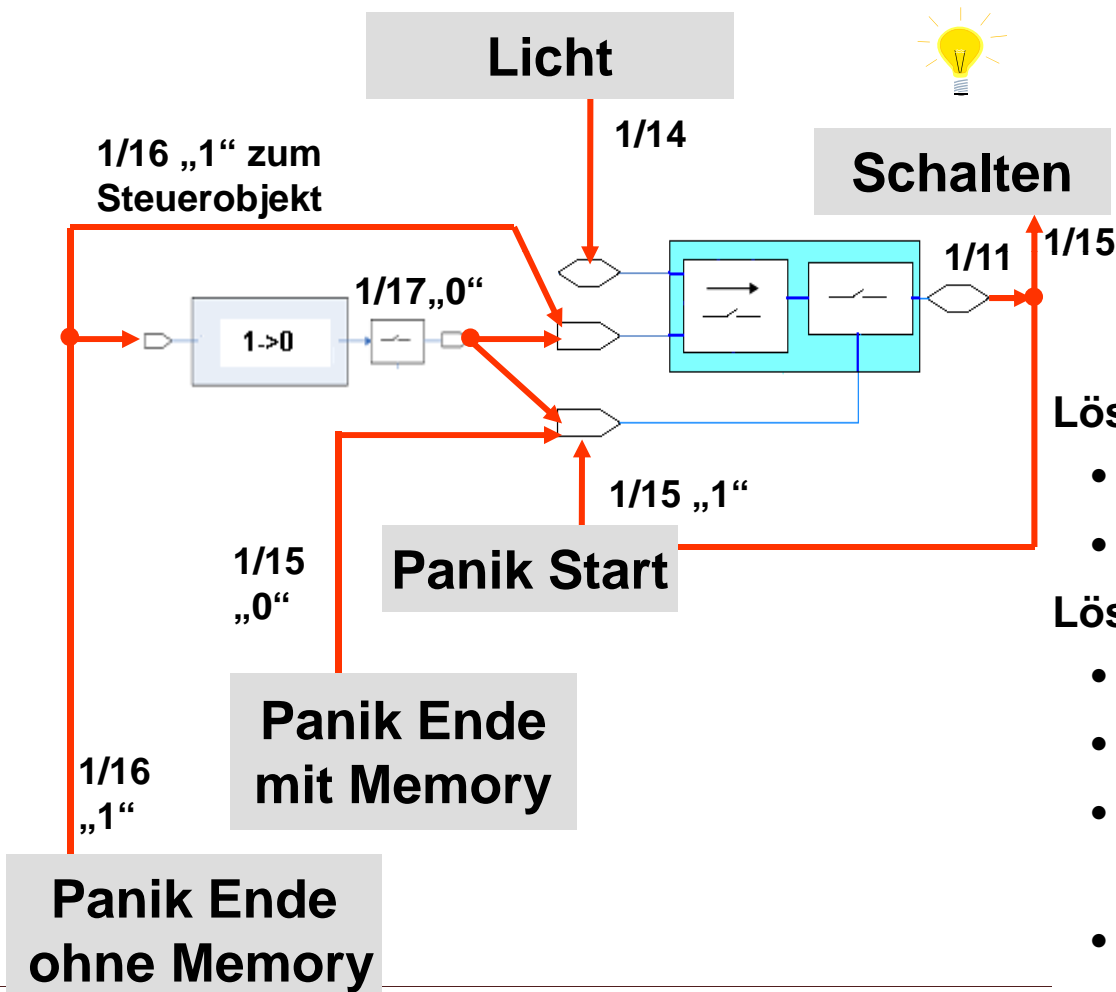 Licht
1/14
1/16 „1“ zum
Steuerobjekt
Schalten
1/15
1/11
1/17„0“
1->0
Lös
1/15 „1“
Panik Start
1/15
„0“
Lös
Panik Ende
mit Memory
1/16
„1“
Panik Ende
ohne Memory